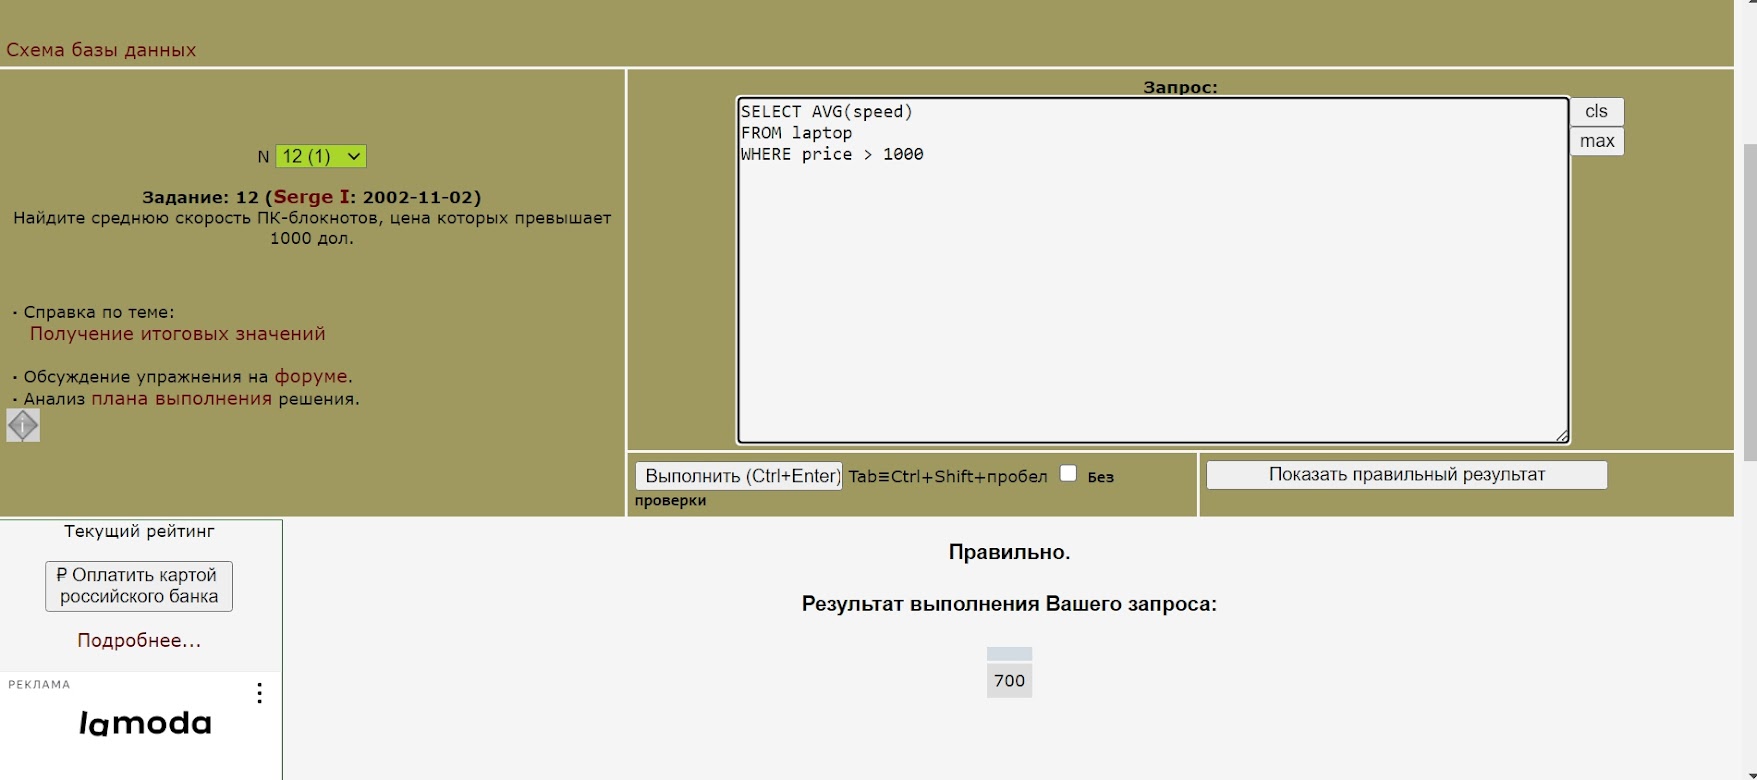 Схема базы данных
Запрос:
SELECT AVG(speed)
FROM laptop
WHERE price > 1000
cls
max
N 12 (1)
Задание: 12 (Serge I: 2002-11-02)
Найдите среднюю скорость ПК-блокнотов, цена которых превышает
1000 дол.
· Справка по теме:
Получение итоговых значений
· Обсуждение упражнения на форуме.
· Анализ плана выполнения решения.
Выполнить (Ctrl+Enter) Tab≡Ctrl+Shift+пробел Без
проверки
Показать правильный результат
Текущий рейтинг
₽ Оплатить картой
российского банка
Подробнее...
РЕКЛАМА
lamoda
Правильно.
Результат выполнения Вашего запроса:
700